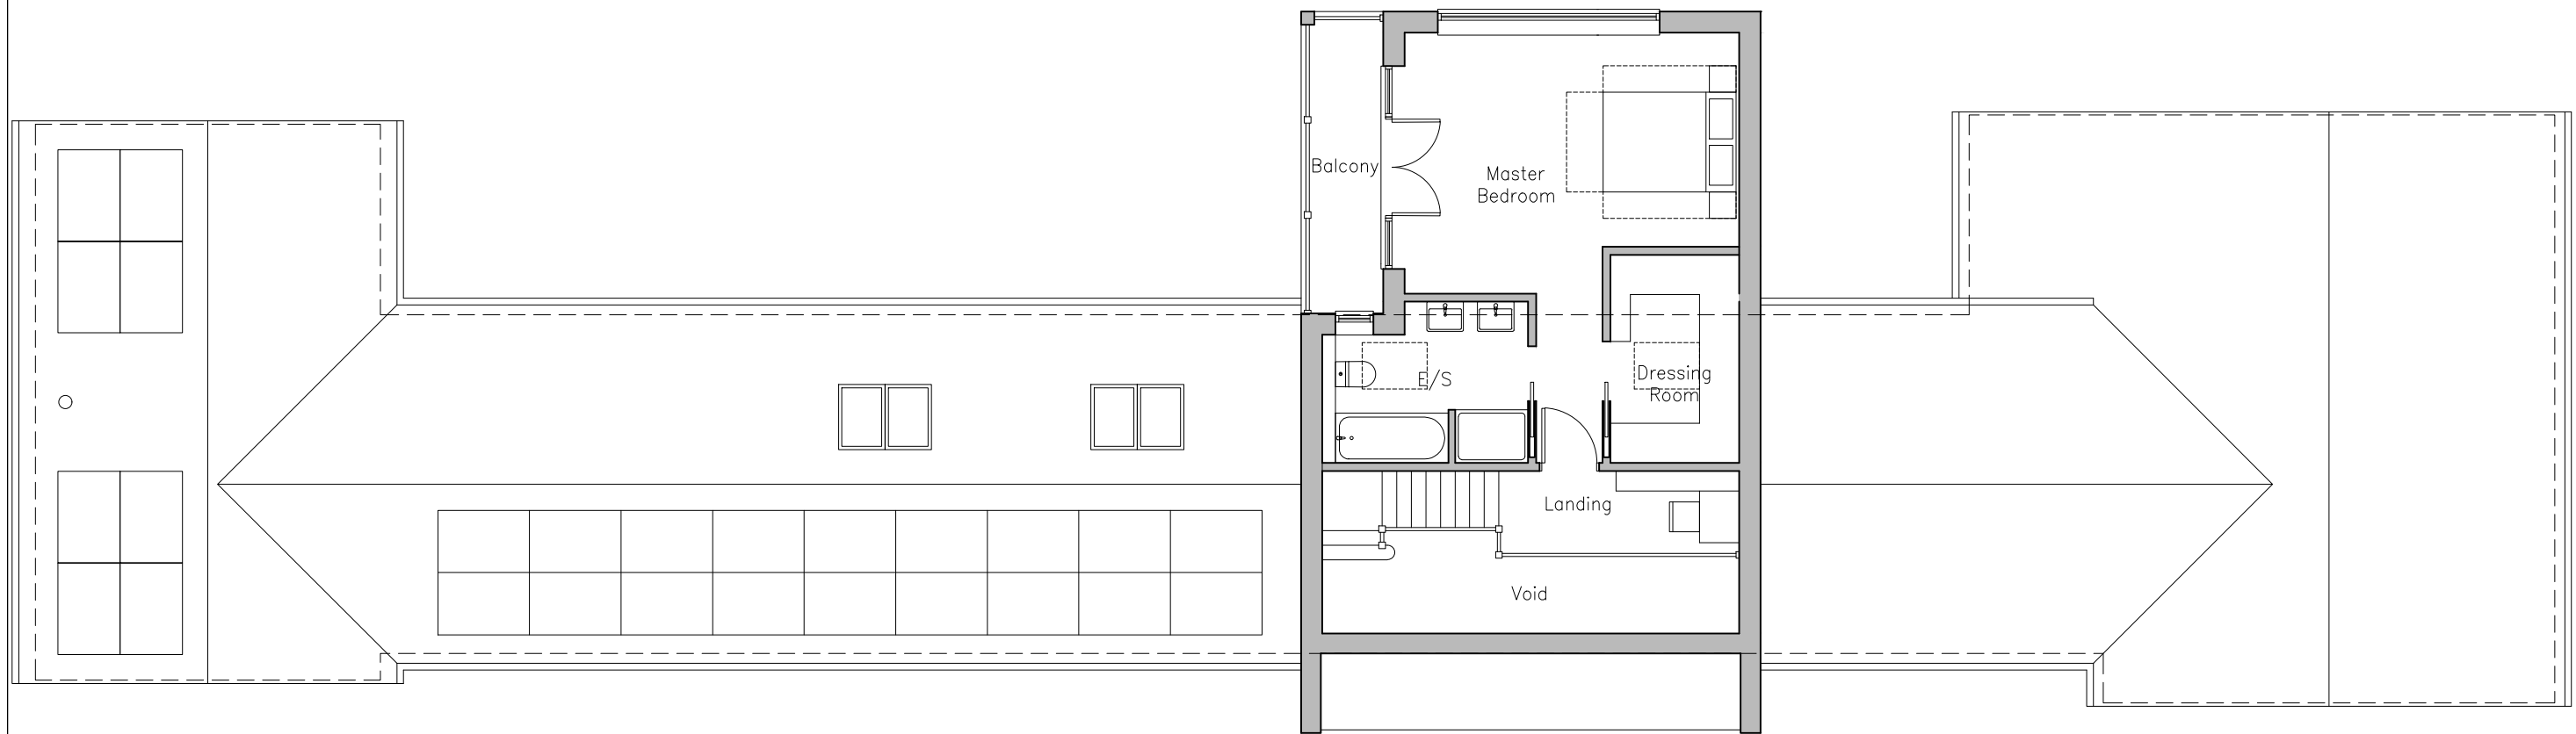 Balcony
Master
Bedroom
E/S
Dressing
Room
Landing
Void